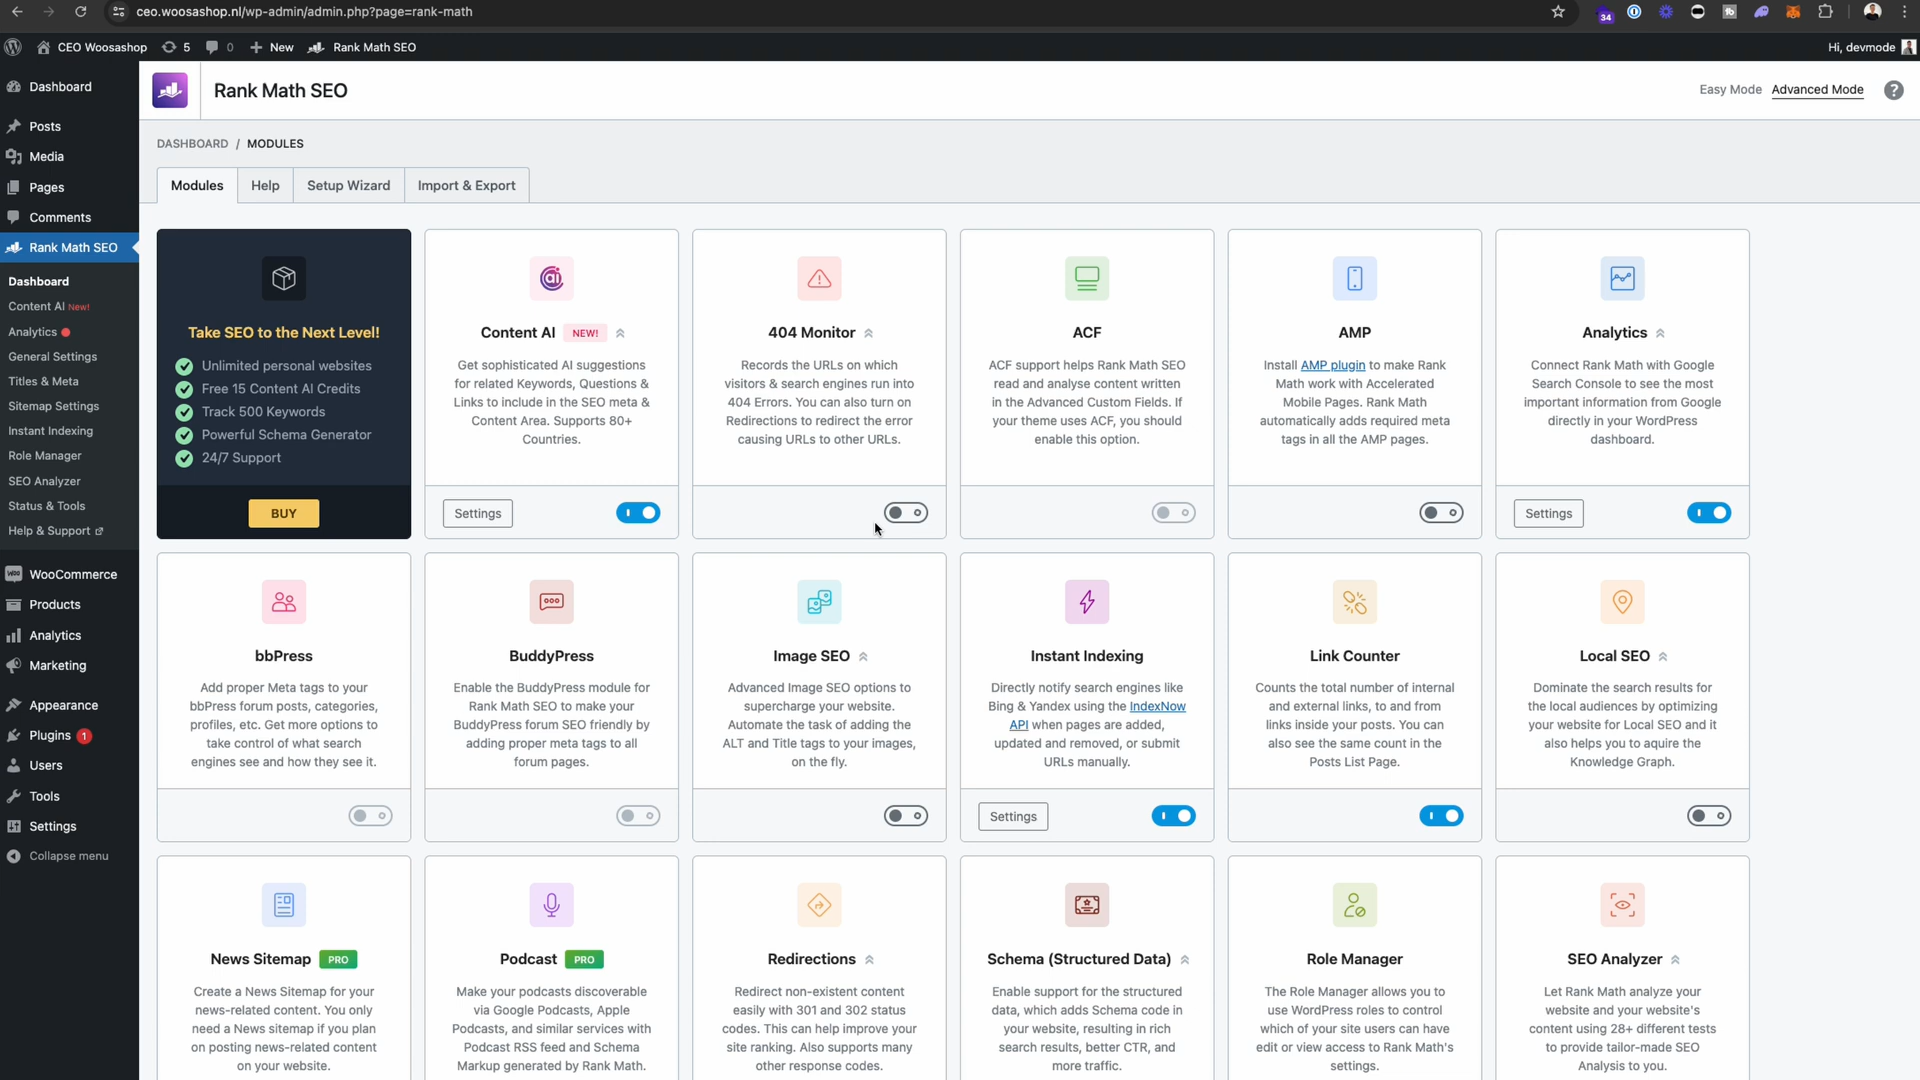 ceo.woosashop.nl/wp-admin/admin.php?page=rank-math
34
CEO Woosashop
5
0
New
Rank Math SEO
Hi, devmode
Dashboard
Posts
Media
Pages
Comments
Rank Math SEO
Dashboard
Content AI New!
Analytics
General Settings
Titles & Meta
Sitemap Settings
Instant Indexing
Role Manager
SEO Analyzer
Status & Tools
Help & Support
WooCommerce
Products
Analytics
Marketing
Appearance
Plugins 1
Users
Tools
Settings
Collapse menu
Rank Math SEO
Easy Mode
Advanced Mode
?
DASHBOARD / MODULES
Modules
Help
Setup Wizard
Import & Export
Take SEO to the Next Level!
Unlimited personal websites
Free 15 Content AI Credits
Track 500 Keywords
Powerful Schema Generator
24/7 Support
BUY
Content AI NEW!
Get sophisticated AI suggestions
for related Keywords, Questions &
Links to include in the SEO meta &
Content Area. Supports 80+
Countries.
Settings
404 Monitor
Records the URLs on which
visitors & search engines run into
404 Errors. You can also turn on
Redirections to redirect the error
causing URLs to other URLs.
ACF
ACF support helps Rank Math SEO
read and analyse content written
in the Advanced Custom Fields. If
your theme uses ACF, you should
enable this option.
AMP
Install AMP plugin to make Rank
Math work with Accelerated
Mobile Pages. Rank Math
automatically adds required meta
tags in all the AMP pages.
Analytics
Connect Rank Math with Google
Search Console to see the most
important information from Google
directly in your WordPress
dashboard.
Settings
bbPress
Add proper Meta tags to your
bbPress forum posts, categories,
profiles, etc. Get more options to
take control of what search
engines see and how they see it.
BuddyPress
Enable the BuddyPress module for
Rank Math SEO to make your
BuddyPress forum SEO friendly by
adding proper meta tags to all
forum pages.
Image SEO
Advanced Image SEO options to
supercharge your website.
Automate the task of adding the
ALT and Title tags to your images,
on the fly.
Instant Indexing
Directly notify search engines like
Bing & Yandex using the IndexNow
API when pages are added,
updated and removed, or submit
URLs manually.
Settings
Link Counter
Counts the total number of internal
and external links, to and from
links inside your posts. You can
also see the same count in the
Posts List Page.
Local SEO
Dominate the search results for
the local audiences by optimizing
your website for Local SEO and it
also helps you to aquire the
Knowledge Graph.
News Sitemap PRO
Create a News Sitemap for your
news-related content. You only
need a News sitemap if you plan
on posting news-related content
on your website.
Podcast PRO
Make your podcasts discoverable
via Google Podcasts, Apple
Podcasts, and similar services with
Podcast RSS feed and Schema
Markup generated by Rank Math.
Redirections
Redirect non-existent content
easily with 301 and 302 status
codes. This can help improve your
site ranking. Also supports many
other response codes.
Schema (Structured Data)
Enable support for the structured
data, which adds Schema code in
your website, resulting in rich
search results, better CTR, and
more traffic.
Role Manager
The Role Manager allows you to
use WordPress roles to control
which of your site users can have
edit or view access to Rank Math's
settings.
SEO Analyzer
Let Rank Math analyze your
website and your website's
content using 28+ different tests
to provide tailor-made SEO
Analysis to you.